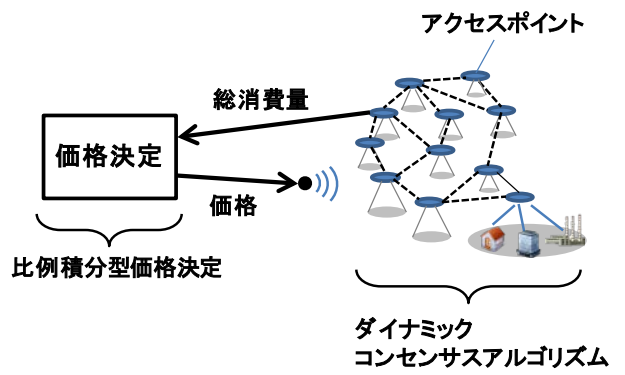 アクセスポイント
総消費量
価格決定
価格
比例積分型価格決定
ダイナミック
コンセンサスアルゴリズム